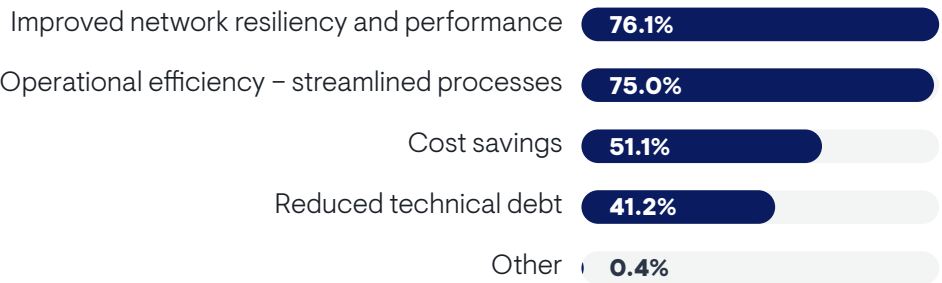 Improved network resiliency and performance 76.1%
Operational efficiency – streamlined processes 75.0%
Cost savings 51.1%
Reduced technical debt 41.2%
Other 0.4%